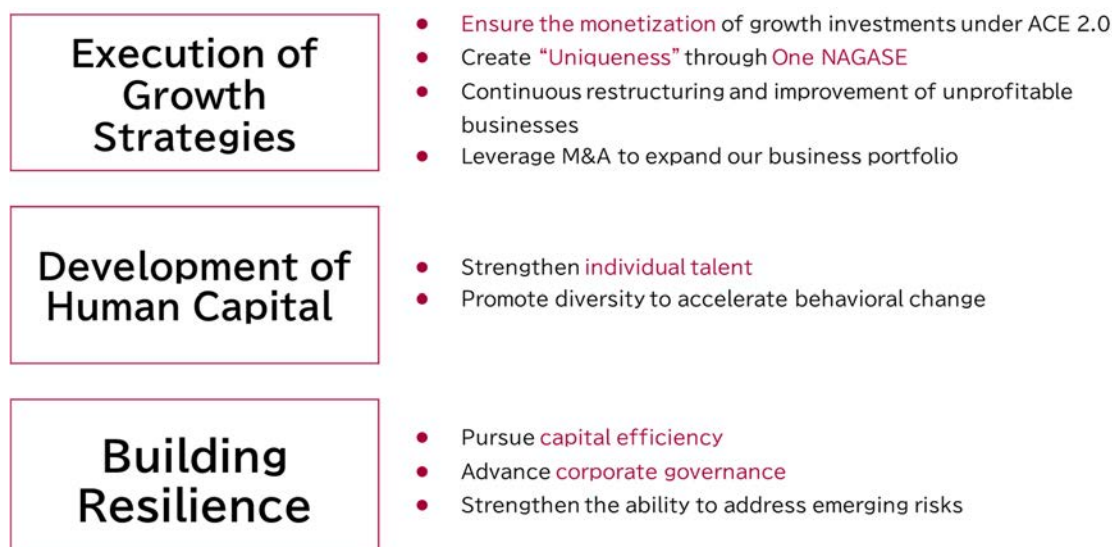 Execution of
Growth
Strategies
● Ensure the monetization of growth investments under ACE 2.0
● Create “Uniqueness” through One NAGASE
● Continuous restructuring and improvement of unprofitable
businesses
● Leverage M&A to expand our business portfolio
Development of
Human Capital
● Strengthen individual talent
● Promote diversity to accelerate behavioral change
Building
Resilience
● Pursue capital efficiency
● Advance corporate governance
● Strengthen the ability to address emerging risks